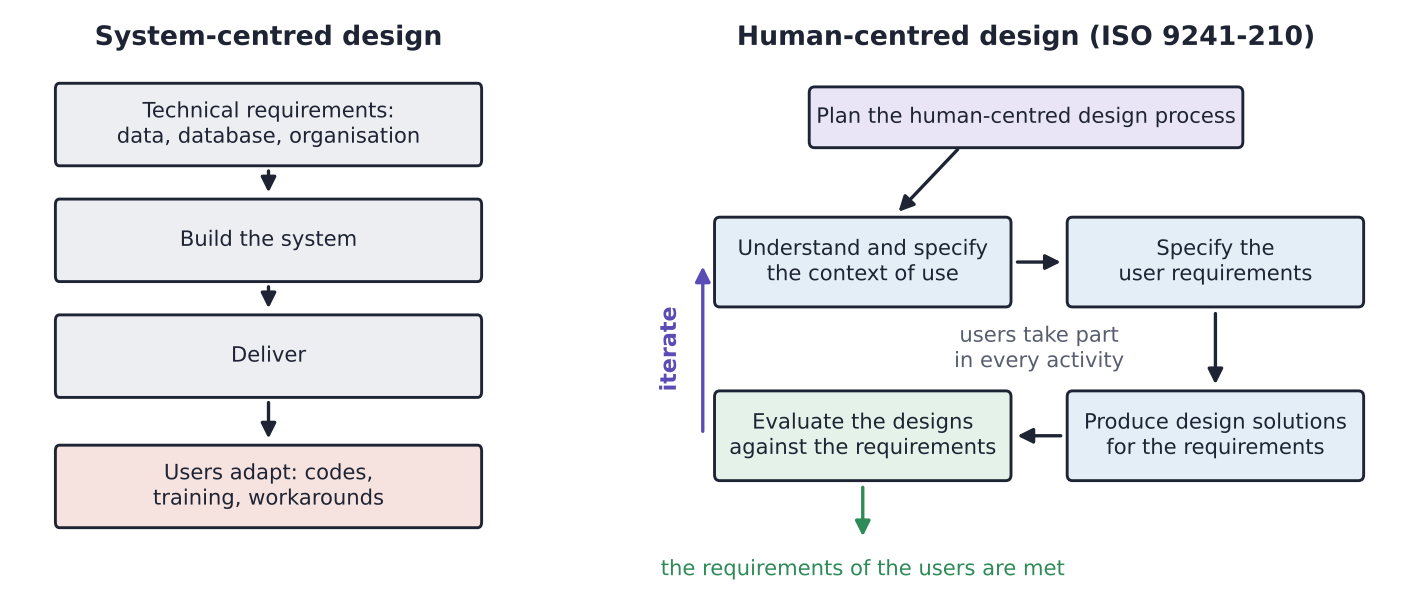 System-centred design
Technical requirements:
data, database, organisation
Build the system
Deliver
Users adapt: codes,
training, workarounds
Human-centred design (ISO 9241-210)
Plan the human-centred design process
Understand and specify
the context of use
Specify the
user requirements
iterate
users take part
in every activity
Evaluate the designs
against the requirements
Produce design solutions
for the requirements
the requirements of the users are met